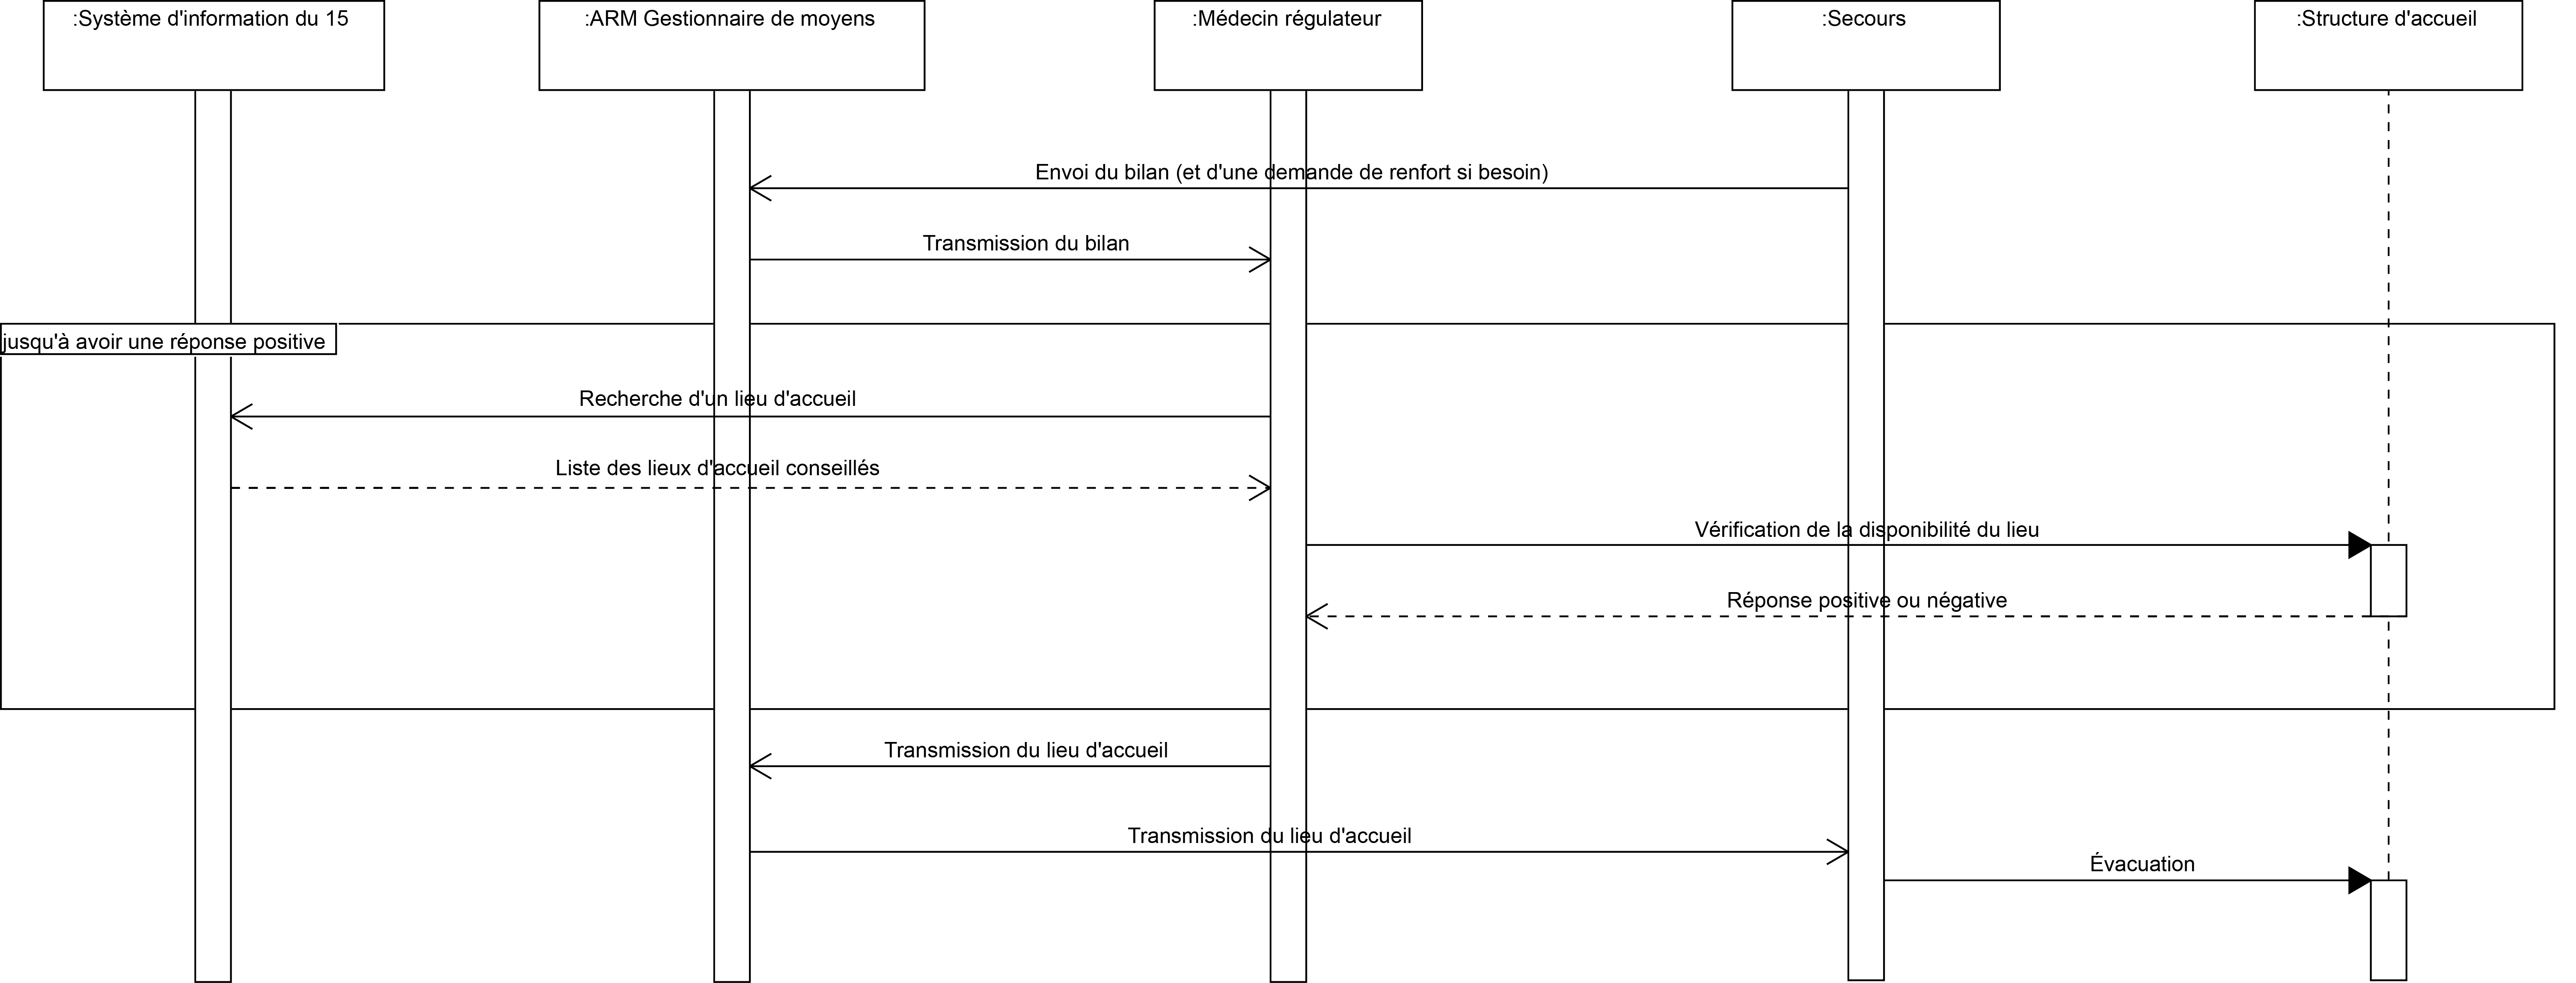 :Système d'information du 15
:ARM Gestionnaire de moyens
:Médecin régulateur
:Secours
:Structure d'accueil
Envoi du bilan (et d'une demande de renfort si besoin)
Transmission du bilan
jusqu'à avoir une réponse positive
Recherche d'un lieu d'accueil
Liste des lieux d'accueil conseillés
Vérification de la disponibilité du lieu
Réponse positive ou négative
Transmission du lieu d'accueil
Transmission du lieu d'accueil
Évacuation